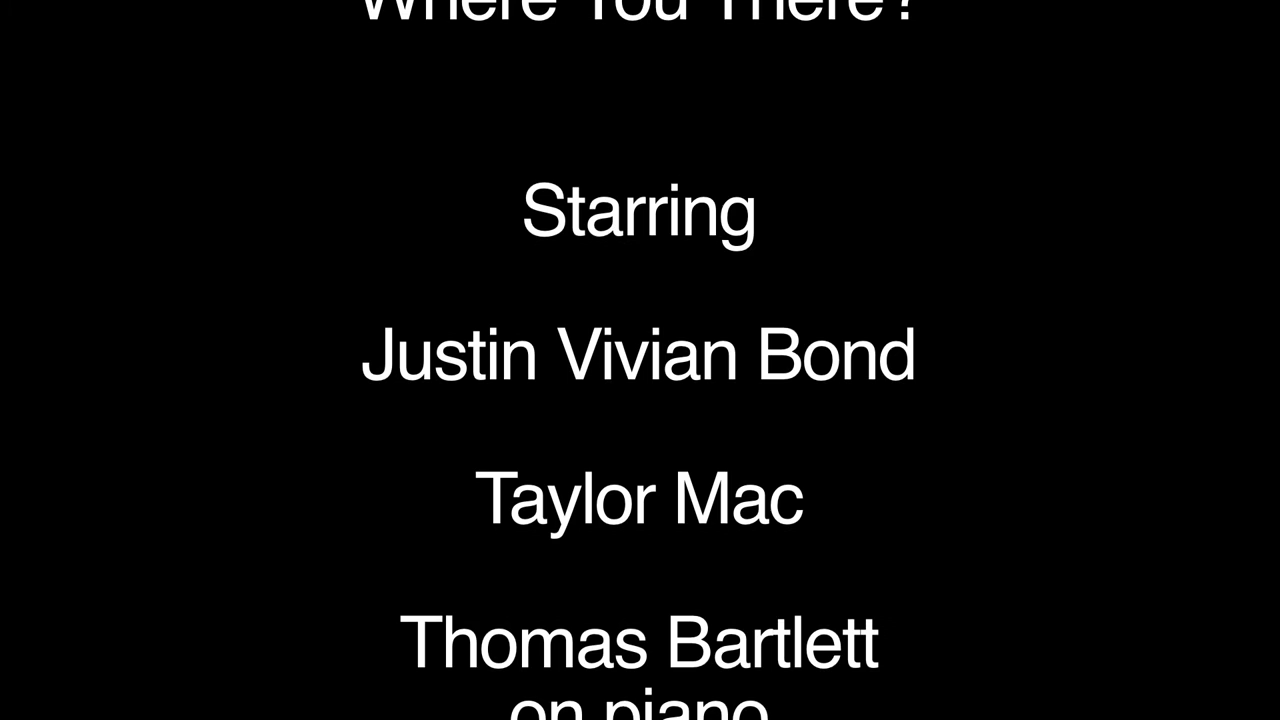 Where You There?
Starring
Justin Vivian Bond
Taylor Mac
Thomas Bartlett
on piano